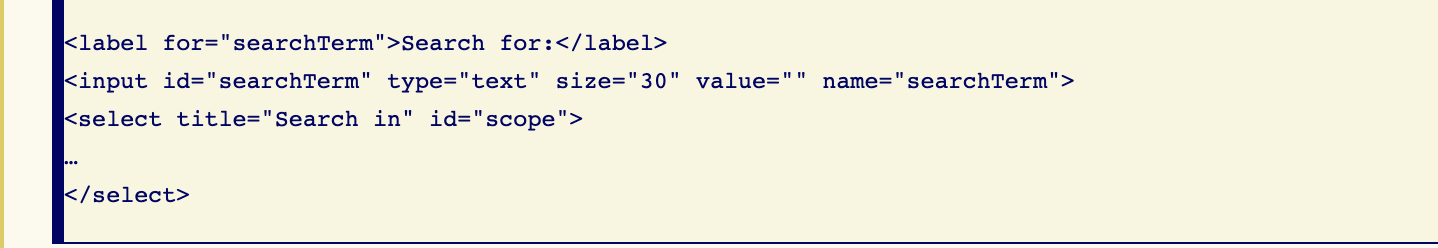 <label for="searchTerm">Search for:</label>
<input id="searchTerm" type="text" size="30" value="" name="searchTerm">
<select title="Search in" id="scope">
…
</select>